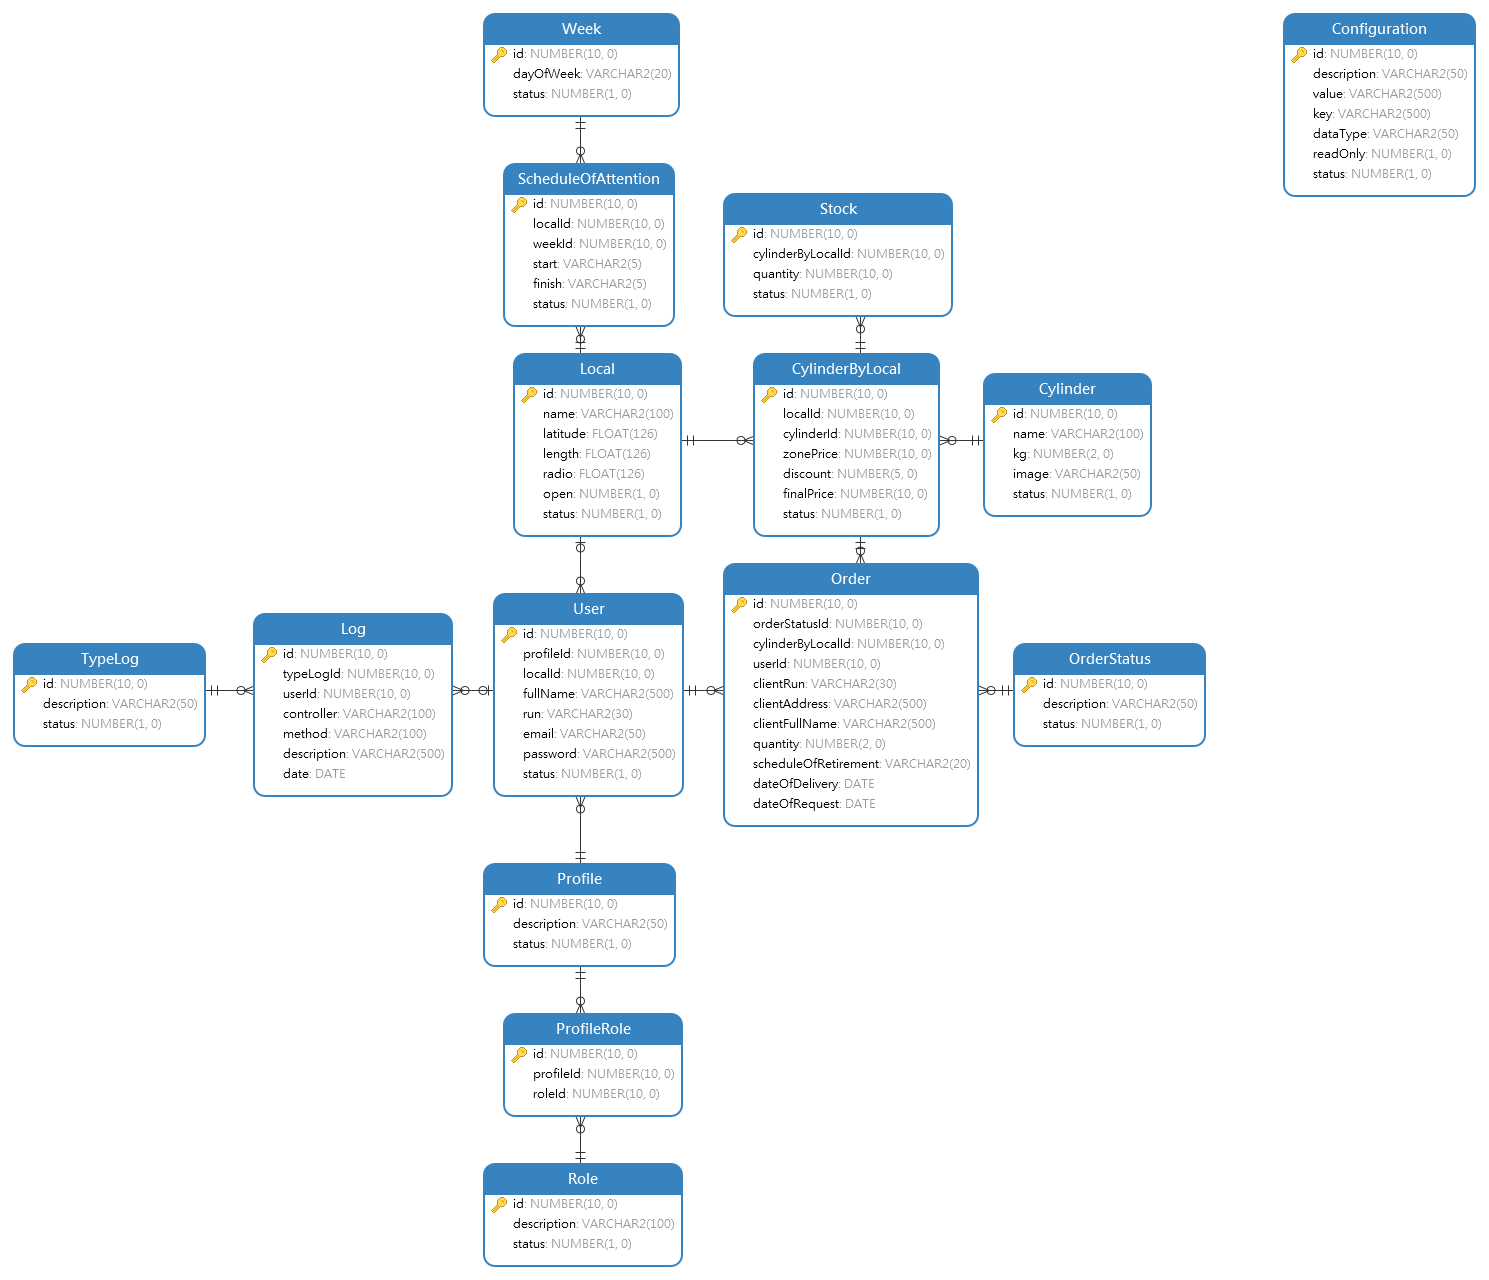 Week
id: NUMBER(10, 0)
dayOfWeek: VARCHAR2(20)
status: NUMBER(1, 0)
Configuration
id: NUMBER(10, 0)
description: VARCHAR2(50)
value: VARCHAR2(500)
key: VARCHAR2(500)
dataType: VARCHAR2(50)
readOnly: NUMBER(1, 0)
status: NUMBER(1, 0)
ScheduleOfAttention
id: NUMBER(10, 0)
localId: NUMBER(10, 0)
weekId: NUMBER(10, 0)
start: VARCHAR2(5)
finish: VARCHAR2(5)
status: NUMBER(1, 0)
Stock
id: NUMBER(10, 0)
cylinderByLocalId: NUMBER(10, 0)
quantity: NUMBER(10, 0)
status: NUMBER(1, 0)
Local
id: NUMBER(10, 0)
name: VARCHAR2(100)
latitude: FLOAT(126)
length: FLOAT(126)
radio: FLOAT(126)
open: NUMBER(1, 0)
status: NUMBER(1, 0)
CylinderByLocal
id: NUMBER(10, 0)
localId: NUMBER(10, 0)
cylinderId: NUMBER(10, 0)
zonePrice: NUMBER(10, 0)
discount: NUMBER(5, 0)
finalPrice: NUMBER(10, 0)
status: NUMBER(1, 0)
Cylinder
id: NUMBER(10, 0)
name: VARCHAR2(100)
kg: NUMBER(2, 0)
image: VARCHAR2(50)
status: NUMBER(1, 0)
TypeLog
id: NUMBER(10, 0)
description: VARCHAR2(50)
status: NUMBER(1, 0)
Log
id: NUMBER(10, 0)
typeLogId: NUMBER(10, 0)
userId: NUMBER(10, 0)
controller: VARCHAR2(100)
method: VARCHAR2(100)
description: VARCHAR2(500)
date: DATE
User
id: NUMBER(10, 0)
profileId: NUMBER(10, 0)
localId: NUMBER(10, 0)
fullName: VARCHAR2(500)
run: VARCHAR2(30)
email: VARCHAR2(50)
password: VARCHAR2(500)
status: NUMBER(1, 0)
Order
id: NUMBER(10, 0)
orderStatusId: NUMBER(10, 0)
cylinderByLocalId: NUMBER(10, 0)
userId: NUMBER(10, 0)
clientRun: VARCHAR2(30)
clientAddress: VARCHAR2(500)
clientFullName: VARCHAR2(500)
quantity: NUMBER(2, 0)
scheduleOfRetirement: VARCHAR2(20)
dateOfDelivery: DATE
dateOfRequest: DATE
OrderStatus
id: NUMBER(10, 0)
description: VARCHAR2(50)
status: NUMBER(1, 0)
Profile
id: NUMBER(10, 0)
description: VARCHAR2(50)
status: NUMBER(1, 0)
ProfileRole
id: NUMBER(10, 0)
profileId: NUMBER(10, 0)
roleId: NUMBER(10, 0)
Role
id: NUMBER(10, 0)
description: VARCHAR2(100)
status: NUMBER(1, 0)